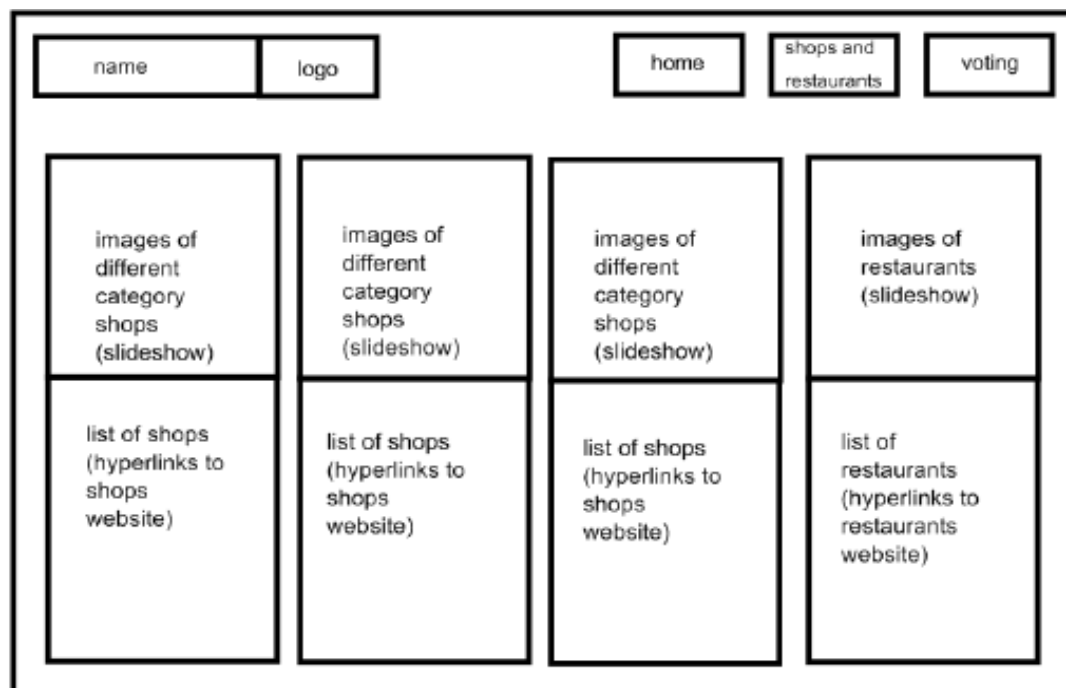 name
logo
home
shops and
restaurants
voting
images of
different
category
shops
(slideshow)
images of
different
category
shops
(slideshow)
images of
different
category
shops
(slideshow)
images of
restaurants
(slideshow)
list of shops
(hyperlinks to
shops
website)
list of shops
(hyperlinks to
shops
website)
list of shops
(hyperlinks to
shops
website)
list of
restaurants
(hyperlinks to
restaurants
website)